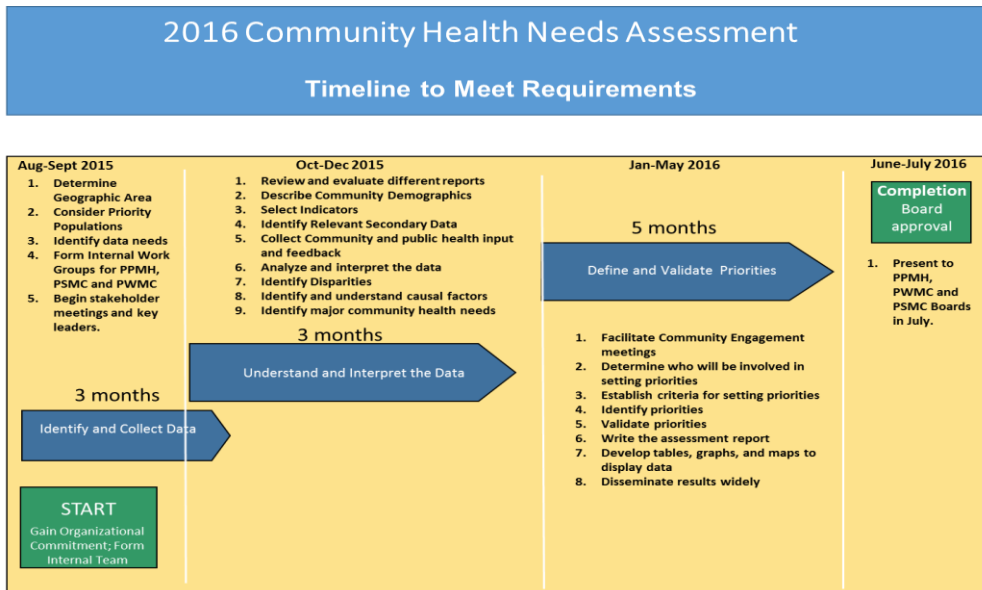 2016 Community Health Needs Assessment
Timeline to Meet Requirements
Aug-Sept 2015
1. Determine
Geographic Area
2. Consider Priority
Populations
3. Identify data needs
4. Form Internal Work
Groups for PPMH,
PSMC and PWMC
5. Begin stakeholder
meetings and key
leaders.
3 months
Identify and Collect Data
START
Gain Organizational
Commitment; Form
Internal Team
Oct-Dec 2015
1. Review and evaluate different reports
2. Describe Community Demographics
3. Select Indicators
4. Identify Relevant Secondary Data
5. Collect Community and public health input
and feedback
6. Analyze and interpret the data
7. Identify Disparities
8. Identify and understand causal factors
9. Identify major community health needs
3 months
Understand and Interpret the Data
Jan-May 2016
5 months
Define and Validate Priorities
1. Facilitate Community Engagement
meetings
2. Determine who will be involved in
setting priorities
3. Establish criteria for setting priorities
4. Identify priorities
5. Validate priorities
6. Write the assessment report
7. Develop tables, graphs, and maps to
display data
8. Disseminate results widely
June-July 2016
Completion
Board
approval
1. Present to
PPMH,
PWMC and
PSMC Boards
in July.